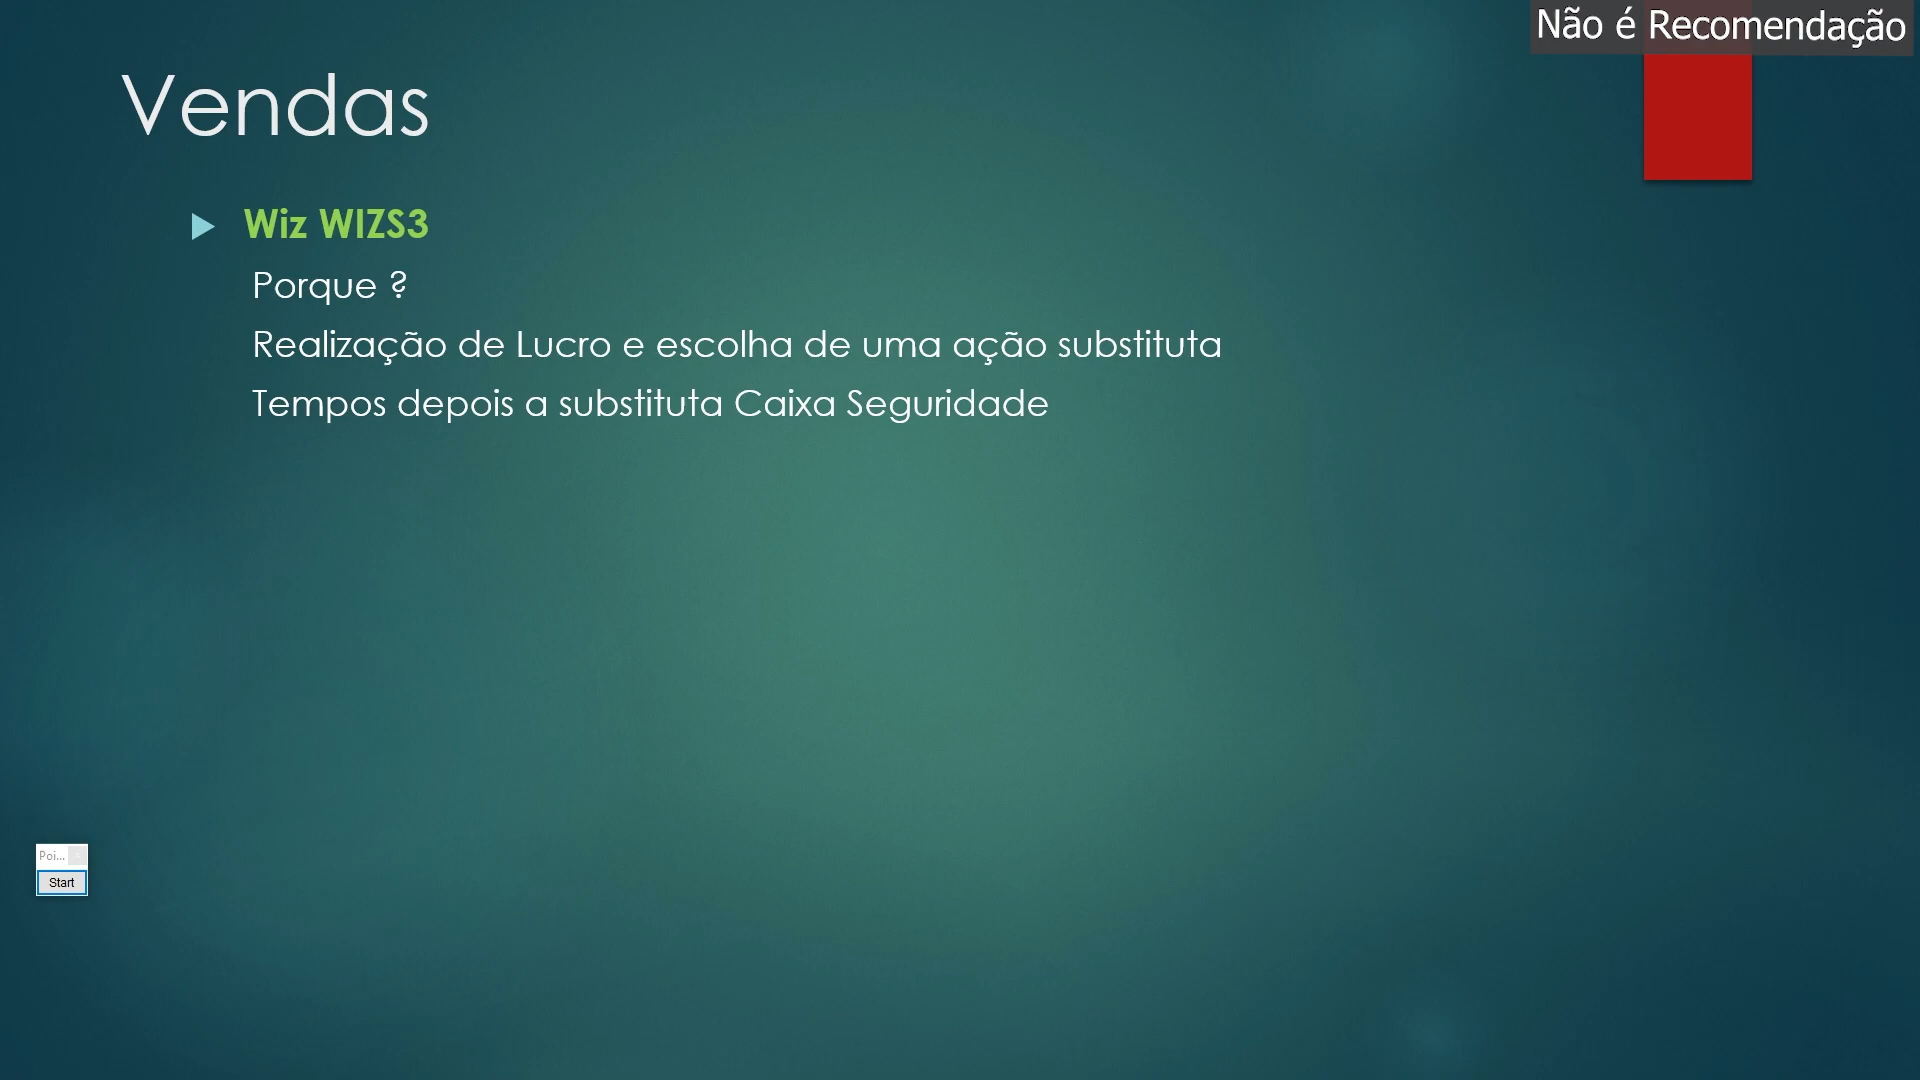 Não é Recomendação
Vendas
Wiz WIZS3
Porque ?
Realização de Lucro e escolha de uma ação substituta
Tempos depois a substituta Caixa Seguridade
Poi...
Start